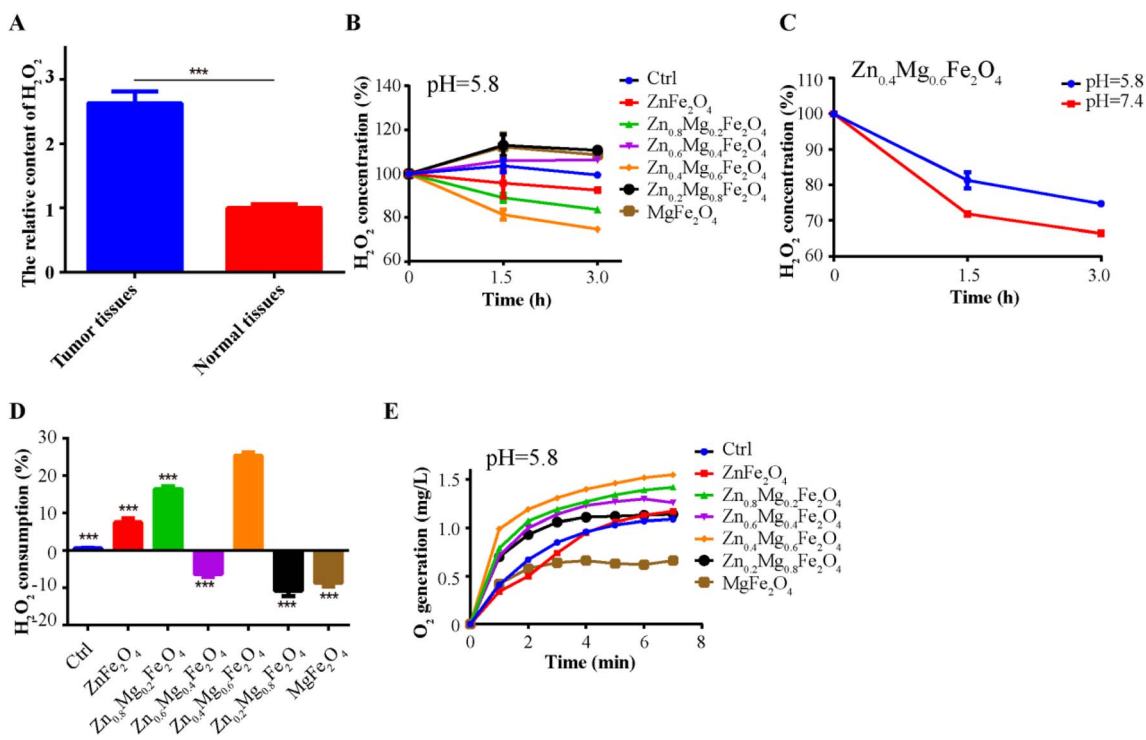 A
The relative content of H₂O₂
3
2
1
0
***
Tumor tissues
Normal tissues
B
pH=5.8
H₂O₂ concentration (%)
140
120
100
80
60
0
1.5
3.0
Time (h)
Ctrl
ZnFe₂O₄
Zn₀.₈Mg₀.₂Fe₂O₄
Zn₀.₆Mg₀.₄Fe₂O₄
Zn₀.₄Mg₀.₆Fe₂O₄
Zn₀.₂Mg₀.₈Fe₂O₄
MgFe₂O₄
C
Zn₀.₄Mg₀.₆Fe₂O₄
H₂O₂ concentration (%)
110
100
90
80
70
60
0
1.5
3.0
Time (h)
pH=5.8
pH=7.4
D
H₂O₂ consumption (%)
30
20
10
0
-10
-20
***
***
***
***
***
***
Ctrl
ZnFe₂O₄
Zn₀.₈Mg₀.₂Fe₂O₄
Zn₀.₆Mg₀.₄Fe₂O₄
Zn₀.₄Mg₀.₆Fe₂O₄
Zn₀.₂Mg₀.₈Fe₂O₄
MgFe₂O₄
E
pH=5.8
O₂ generation (mg/L)
1.5
1.0
0.5
0
0
2
4
6
8
Time (min)
Ctrl
ZnFe₂O₄
Zn₀.₈Mg₀.₂Fe₂O₄
Zn₀.₆Mg₀.₄Fe₂O₄
Zn₀.₄Mg₀.₆Fe₂O₄
Zn₀.₂Mg₀.₈Fe₂O₄
MgFe₂O₄